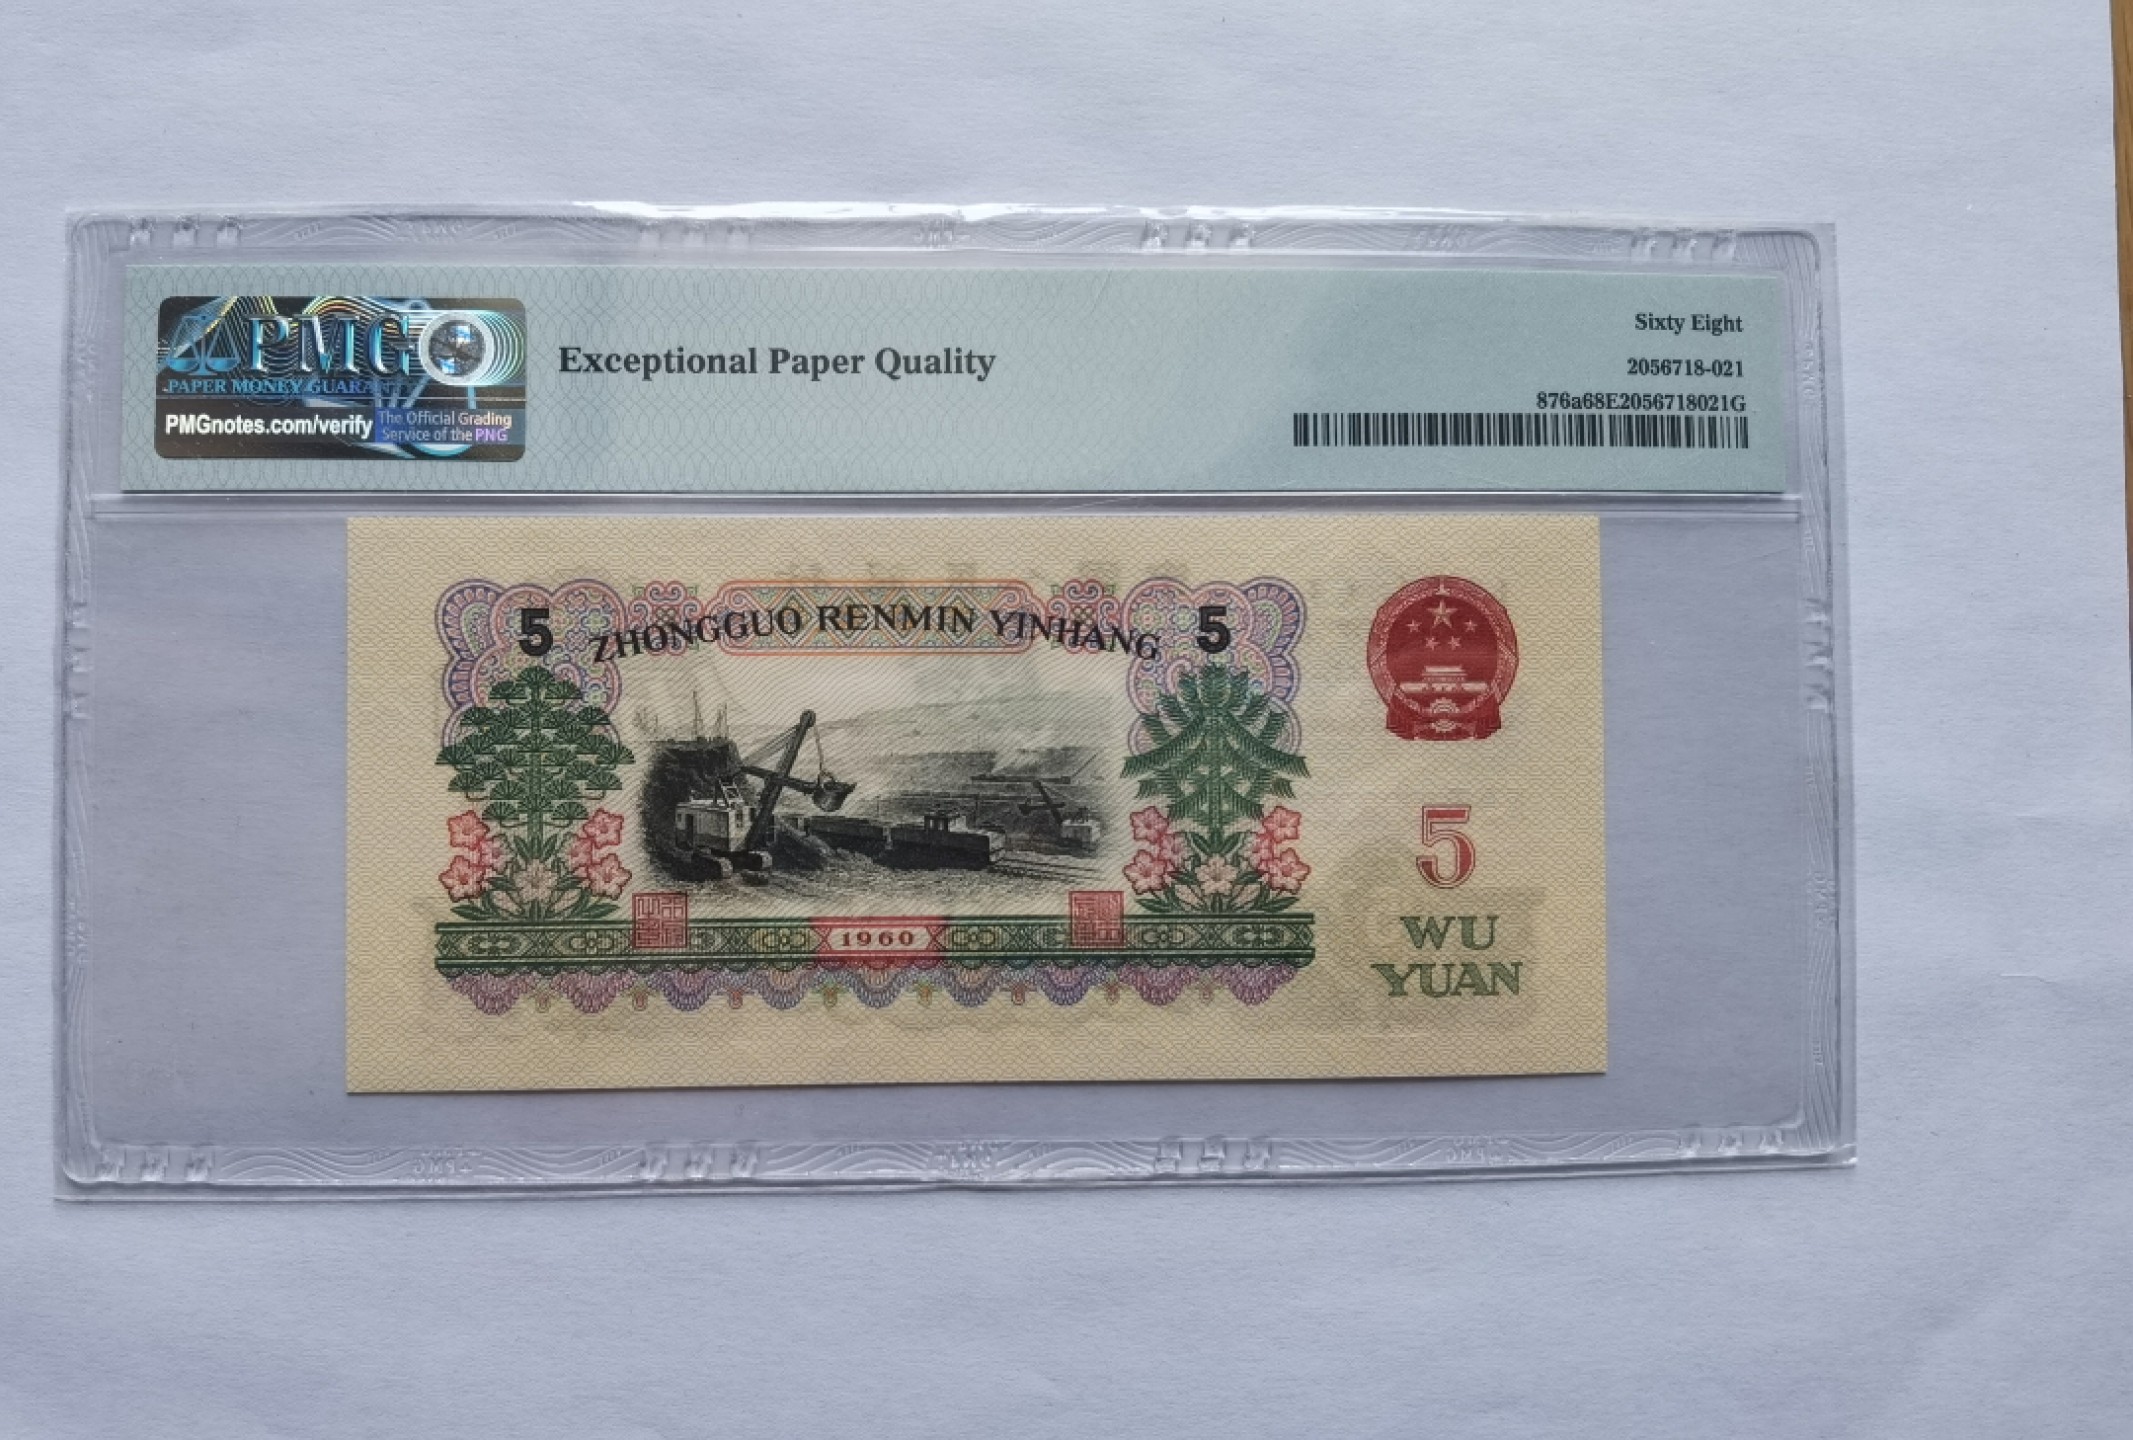 PMG
PAPER MONEY GUARAN
PMGnotes.com/verify
The Official Grading
Service of the PNG
Exceptional Paper Quality
Sixty Eight
2056718-021
876a68E2056718021G
5 ZHONGGUO RENMIN YINHANG 5
5
1960
WU
YUAN